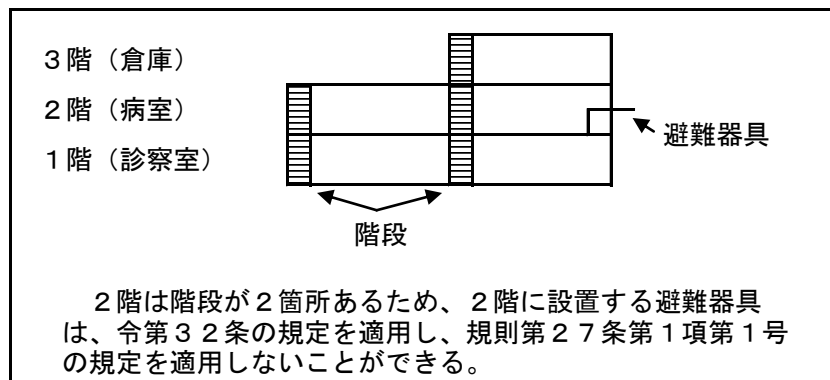 ３階（倉庫）
２階（病室）
１階（診察室）
避難器具
階段
２階は階段が２箇所あるため、２階に設置する避難器具
は、令第３２条の規定を適用し、規則第２７条第１項第１号
の規定を適用しないことができる。